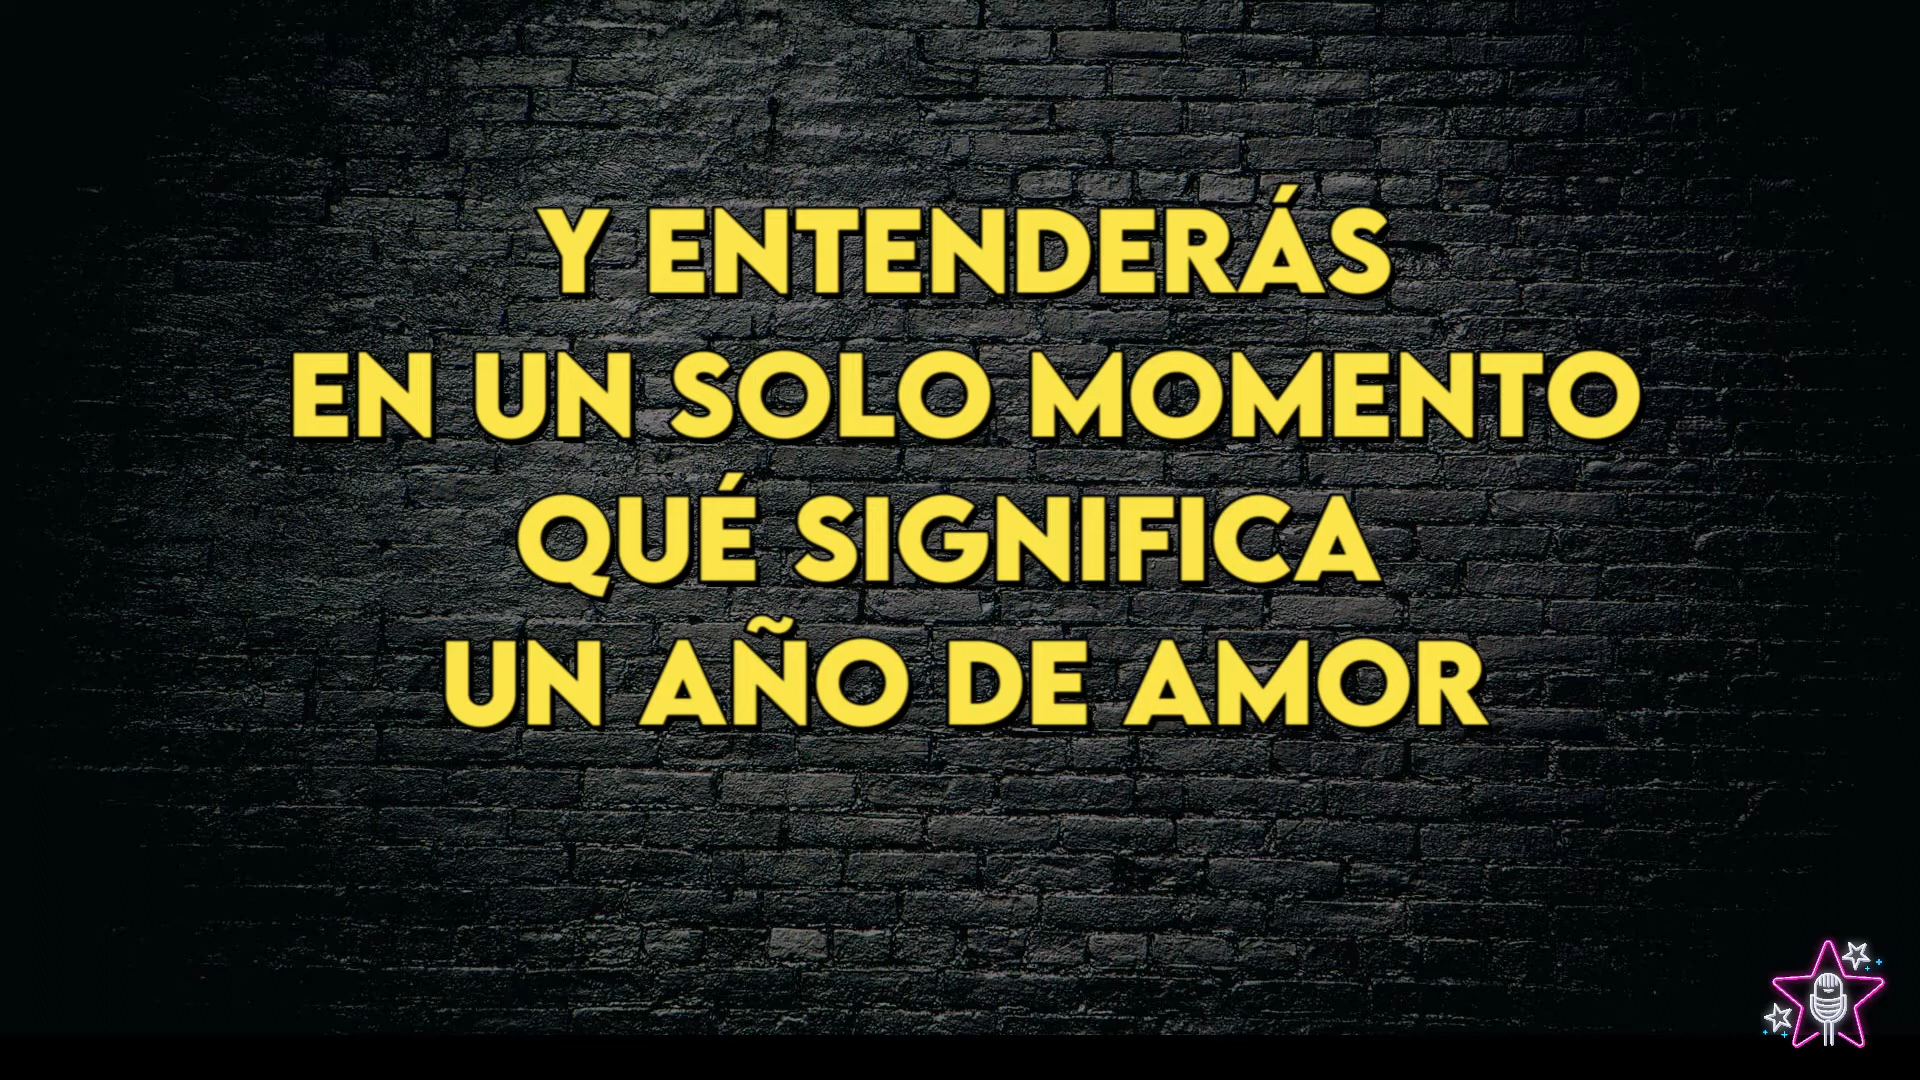 Y ENTENDERÁS
EN UN SOLO MOMENTO
QUÉ SIGNIFICA
UN AÑO DE AMOR